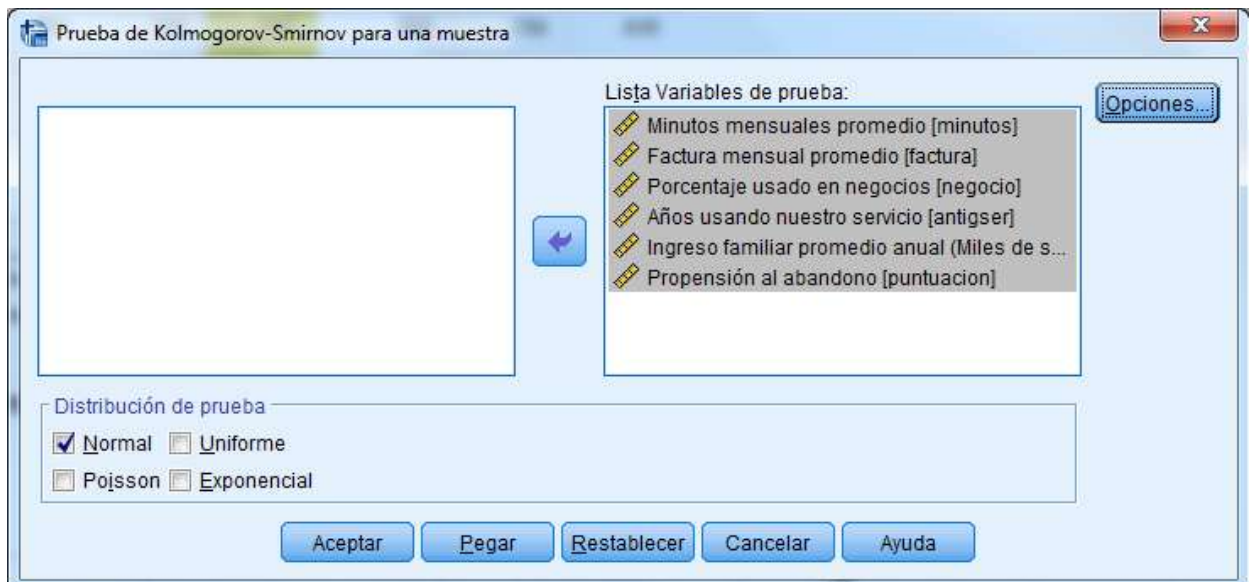 Prueba de Kolmogorov-Smirnov para una muestra
Lista Variables de prueba:
Minutos mensuales promedio [minutos]
Factura mensual promedio [factura]
Porcentaje usado en negocios [negocio]
Años usando nuestro servicio [antigser]
Ingreso familiar promedio anual (Miles de s...
Propensión al abandono [puntuacion]
Opciones...
Distribución de prueba
Normal Uniforme
Poisson Exponencial
Aceptar Pegar Restablecer Cancelar Ayuda